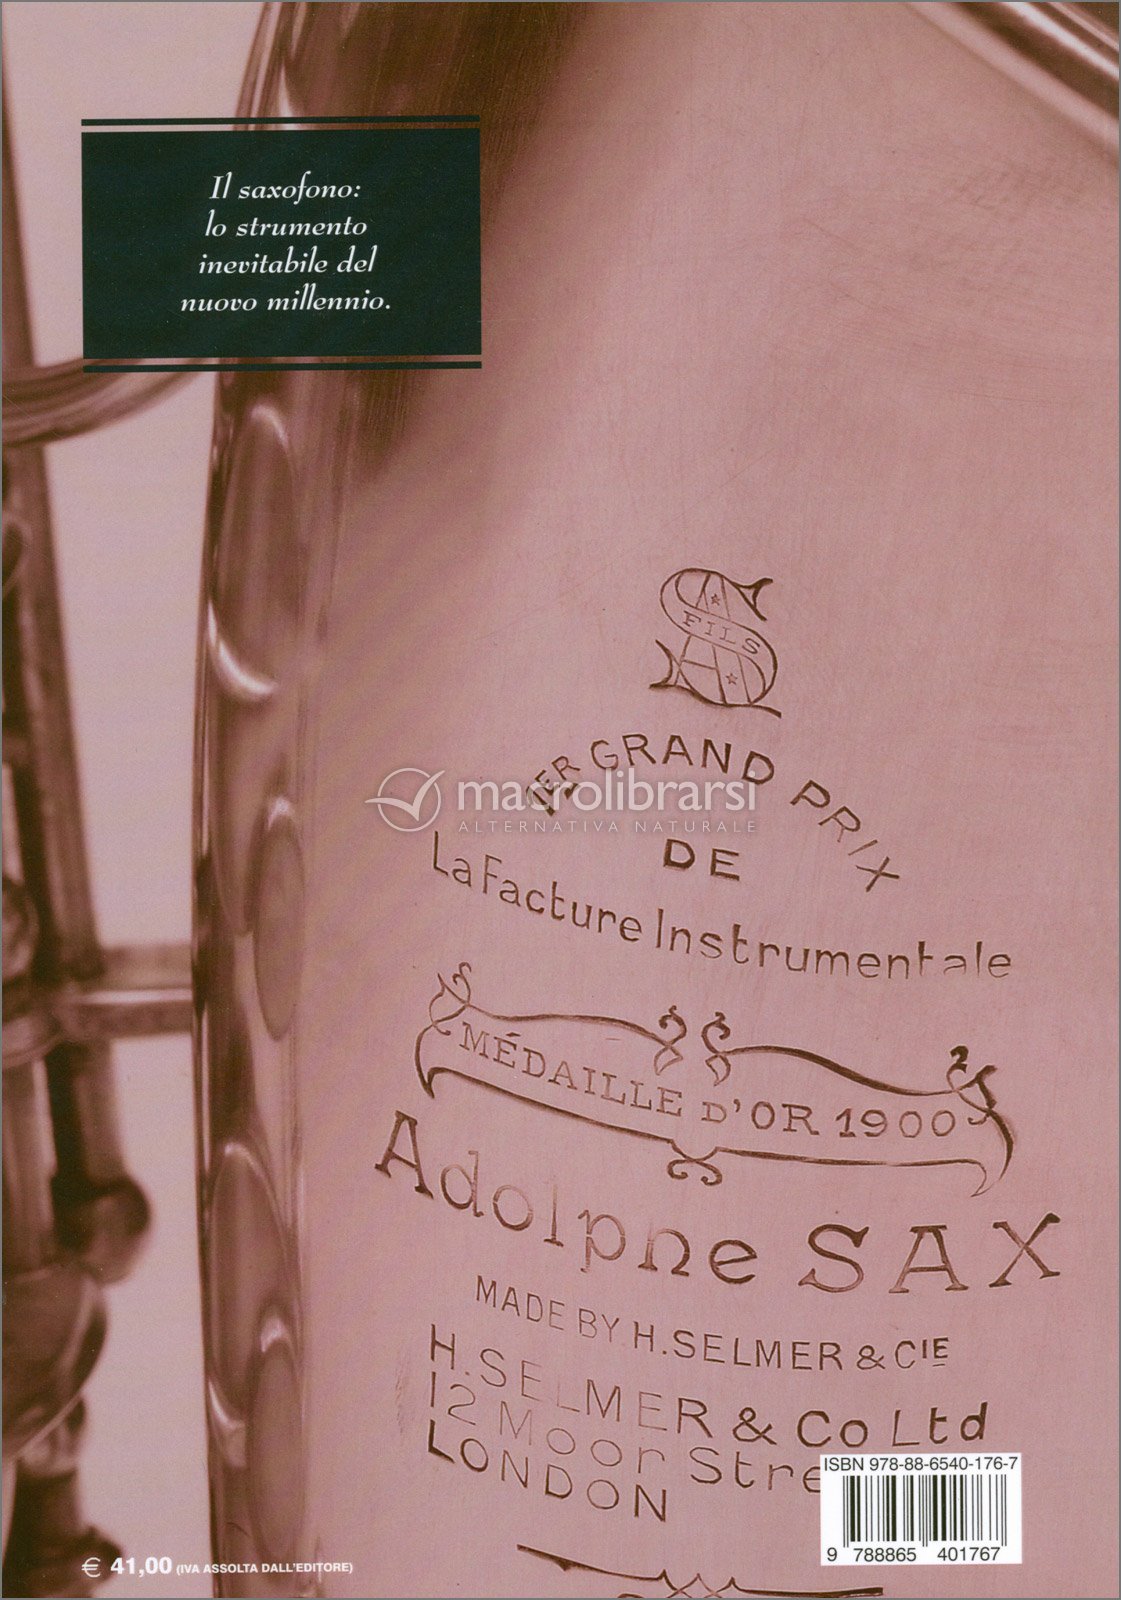 Il saxofono:
lo strumento
inevitabile del
nuovo millennio.
FILS
1ER GRAND PRIX
macrolibrarsi
ALTERNATIVA NATURALE
DE
La Facture Instrumentale
MÉDAILLE D'OR 1900
Adolphe SAX
MADE BY H. SELMER & CIE
H. SELMER & Co Ltd
12 Moor Stre
LONDON
ISBN 978-88-6540-176-7
9 788865 401767
€ 41,00 (IVA ASSOLTA DALL'EDITORE)